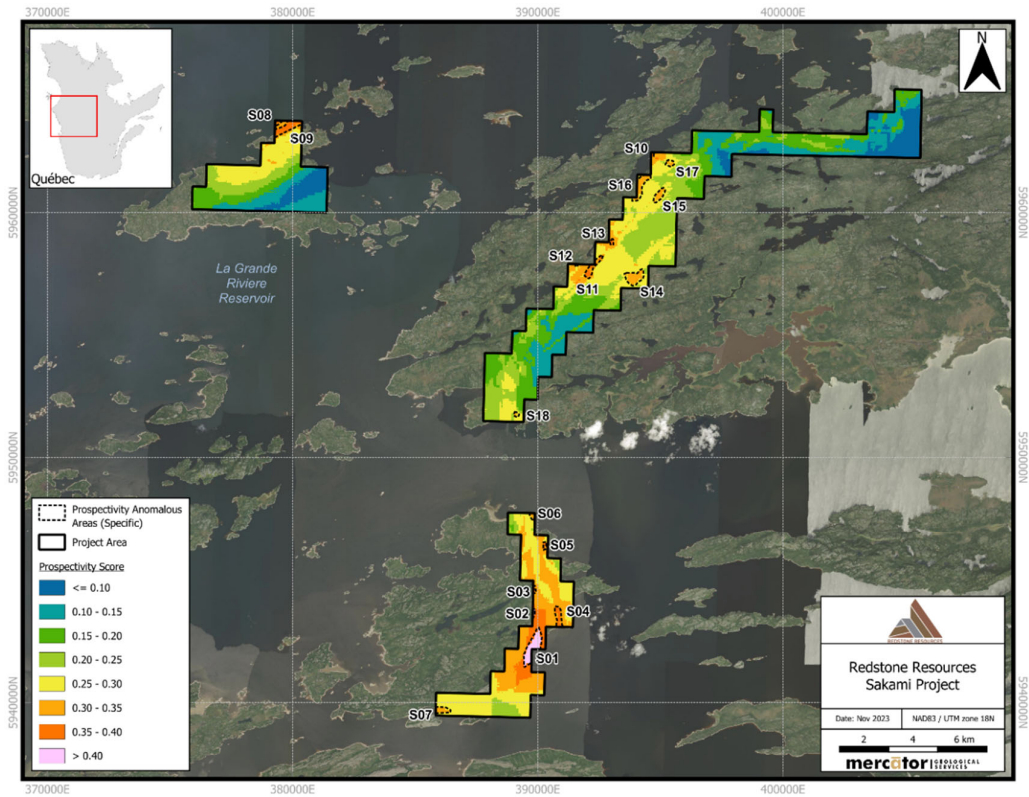 370000E 380000E 390000E 400000E
N
Québec
S08
S09
S10
S17
S16
S15
S13
S12
S11
S14
La Grande
Riviere
Reservoir
S18
5960000N 5960000N
5950000N 5950000N
5940000N 5940000N
S06
S05
S03
S02
S04
S01
S07
Prospectivity Anomalous
Areas (Specific)
Project Area
Prospectivity Score
<= 0.10
0.10 - 0.15
0.15 - 0.20
0.20 - 0.25
0.25 - 0.30
0.30 - 0.35
0.35 - 0.40
> 0.40
REDSTONE RESOURCES
Redstone Resources
Sakami Project
Date: Nov 2023 NAD83 / UTM zone 18N
2 4 6 km
mercator GEOLOGICAL
SERVICES
370000E 380000E 390000E 400000E